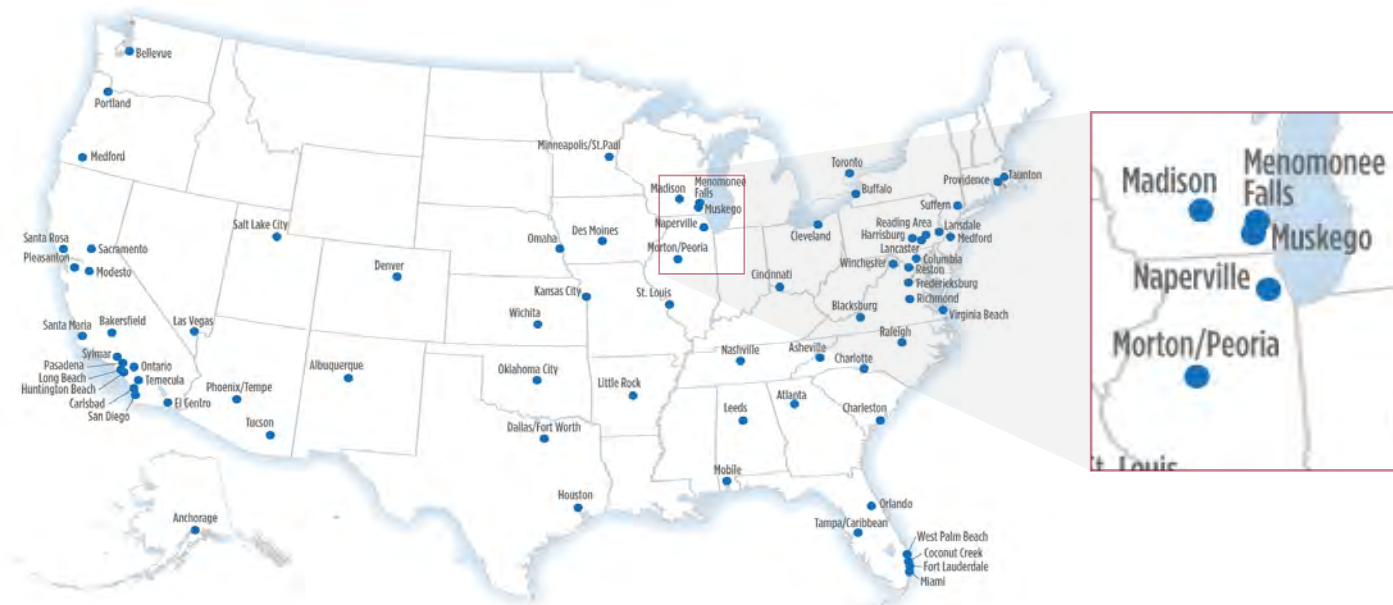 Bellevue
Portland
Medford
Minneapolis/St.Paul
Madison
Menomonee
Falls
Muskego
Naperville
Morton/Peoria
Toronto
Buffalo
Providence
Taunton
Suffern
Cleveland
Reading Area
Lansdale
Harrisburg
Medford
Lancaster
Columbia
Winchester
Reston
Fredericksburg
Richmond
Virginia Beach
Blacksburg
Raleigh
Cincinnati
Salt Lake City
Santa Rosa
Sacramento
Pleasanton
Modesto
Denver
Omaha
Des Moines
Kansas City
St. Louis
Wichita
Santa Maria
Bakersfield
Las Vegas
Sylmar
Pasadena
Ontario
Long Beach
Temecula
Huntington Beach
Carlsbad
El Centro
San Diego
Phoenix/Tempe
Tucson
Albuquerque
Oklahoma City
Little Rock
Nashville
Asheville
Charlotte
Leeds
Atlanta
Charleston
Dallas/Fort Worth
Houston
Mobile
Orlando
Tampa/Caribbean
West Palm Beach
Coconut Creek
Fort Lauderdale
Miami
Anchorage
Madison
Menomonee
Falls
Muskego
Naperville
Morton/Peoria
t. Louis